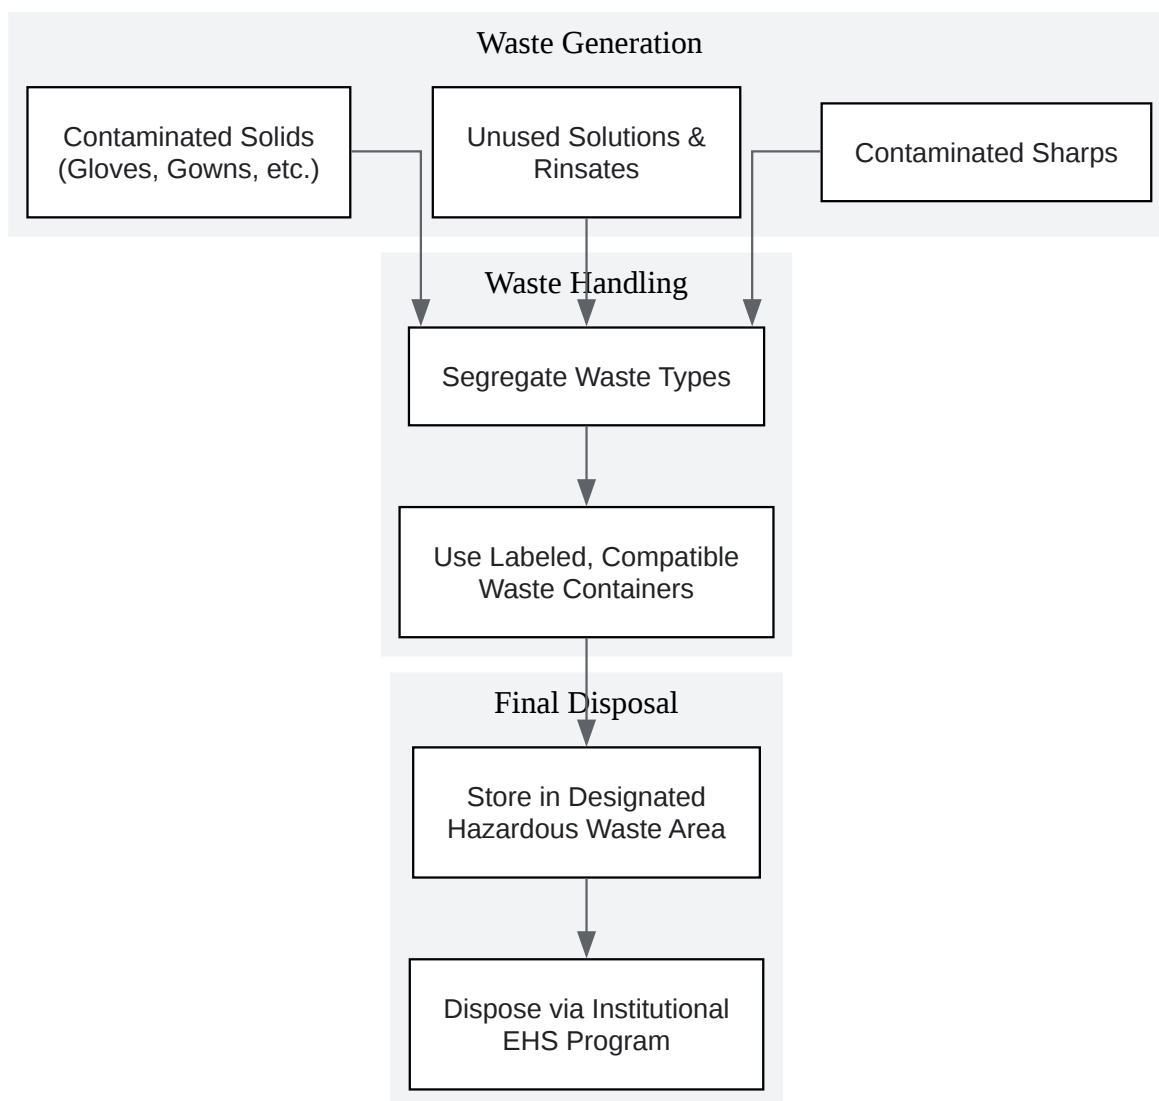 Waste Generation
Contaminated Solids
(Gloves, Gowns, etc.)
Unused Solutions &
Rinsates
Contaminated Sharps
Waste Handling
Segregate Waste Types
Use Labeled, Compatible
Waste Containers
Final Disposal
Store in Designated
Hazardous Waste Area
Dispose via Institutional
EHS Program